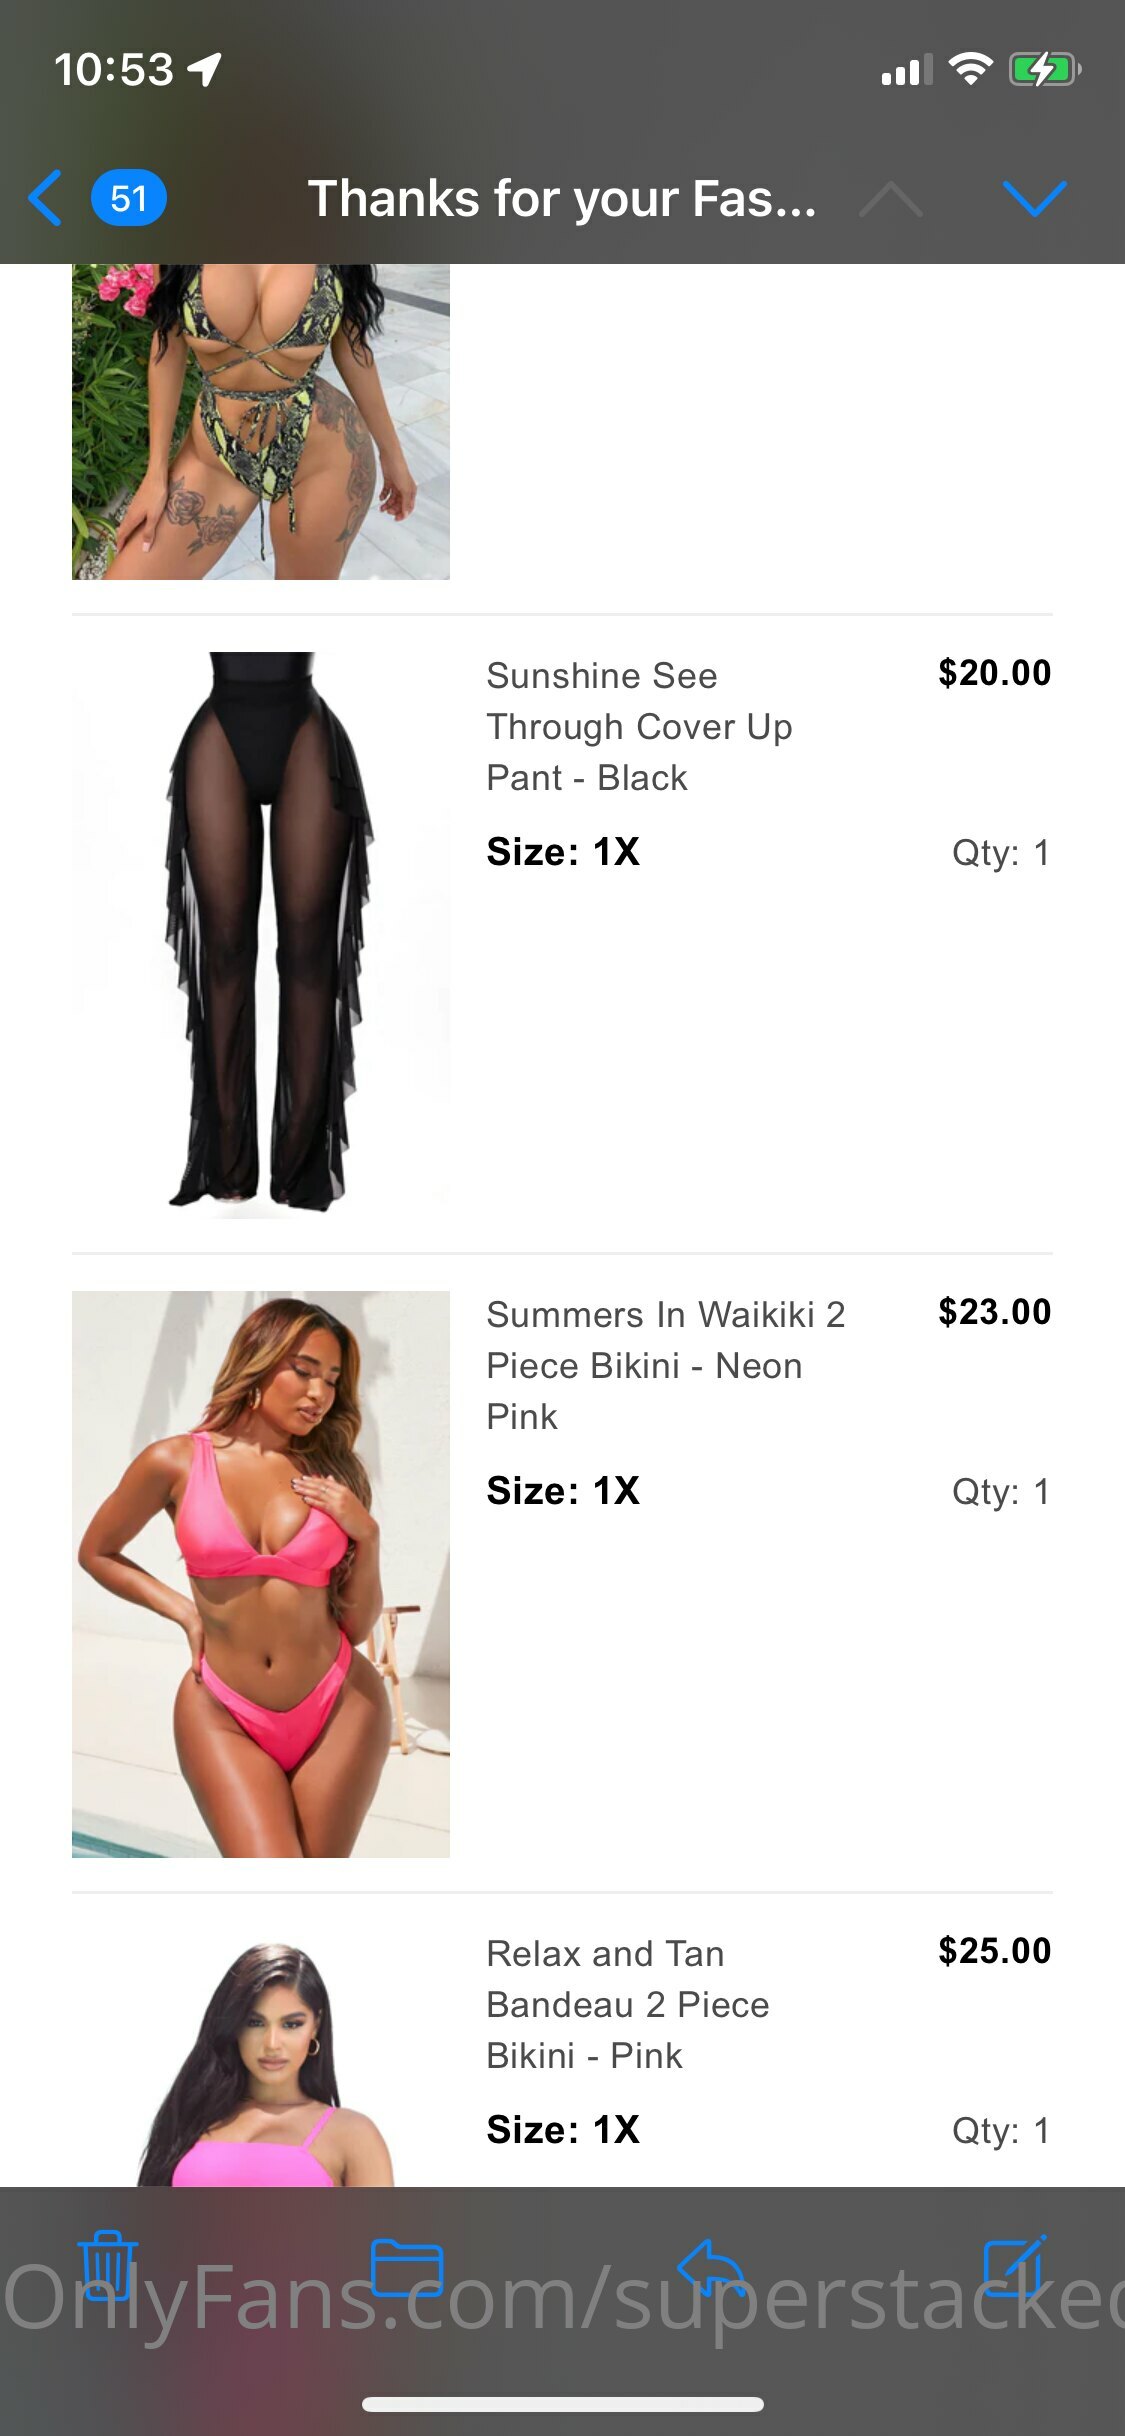 10:53
51
Thanks for your Fas...
Sunshine See
Through Cover Up
Pant - Black
$20.00
Size: 1X
Qty: 1
Summers In Waikiki 2
Piece Bikini - Neon
Pink
$23.00
Size: 1X
Qty: 1
Relax and Tan
Bandeau 2 Piece
Bikini - Pink
$25.00
Size: 1X
Qty: 1
OnlyFans.com/superstacked